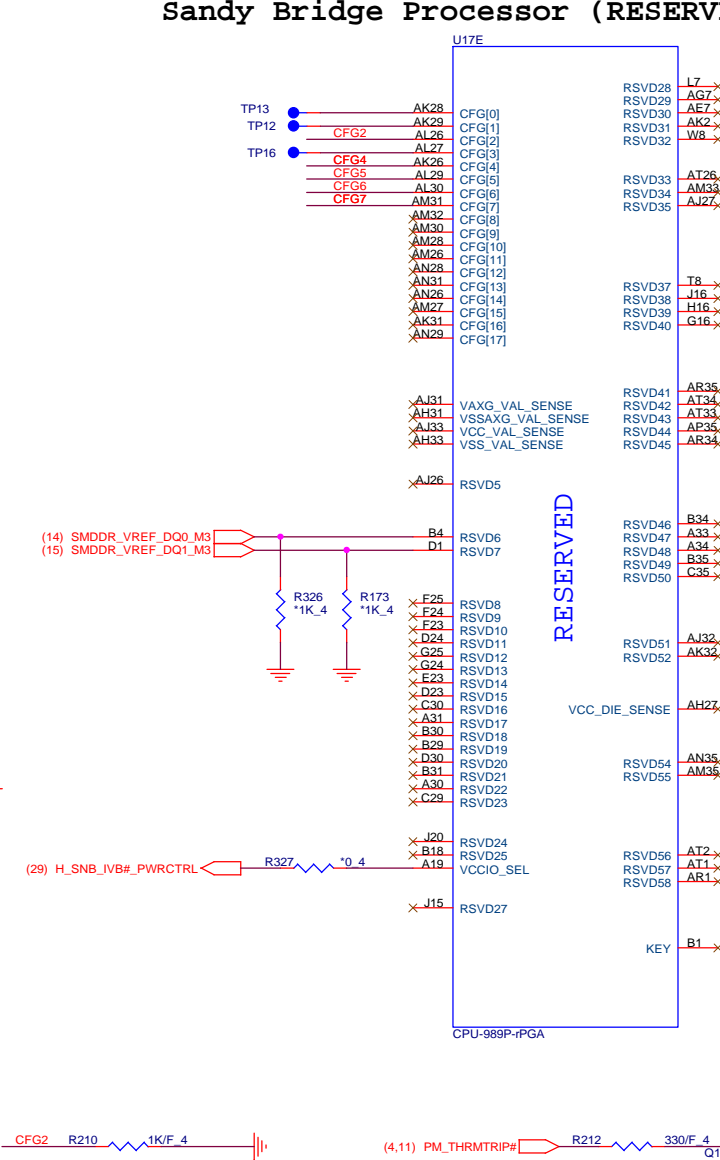 Sandy Bridge Processor (RESERVE
U17E
TP13 AK28 CFG[0]
TP12 AK29 CFG[1]
CFG2 AL26 CFG[2]
TP16 AL27 CFG[3]
CFG4 AK26 CFG[4]
CFG5 AL29 CFG[5]
CFG6 AL30 CFG[6]
CFG7 AM31 CFG[7]
AM32 CFG[8]
AM30 CFG[9]
AM28 CFG[10]
AM26 CFG[11]
AN28 CFG[12]
AN31 CFG[13]
AN26 CFG[14]
AM27 CFG[15]
AK31 CFG[16]
AN29 CFG[17]
AJ31 VAXG_VAL_SENSE
AH31 VSSAXG_VAL_SENSE
AJ33 VCC_VAL_SENSE
AH33 VSS_VAL_SENSE
AJ26 RSVD5
(14) SMDDR_VREF_DQ0_M3 B4 RSVD6
(15) SMDDR_VREF_DQ1_M3 D1 RSVD7
R326 R173
*1K_4 *1K_4
F25 RSVD8
F24 RSVD9
F23 RSVD10
D24 RSVD11
G25 RSVD12
G24 RSVD13
E23 RSVD14
D23 RSVD15
C30 RSVD16
A31 RSVD17
B30 RSVD18
B29 RSVD19
D30 RSVD20
B31 RSVD21
A30 RSVD22
C29 RSVD23
J20 RSVD24
B18 RSVD25
(29) H_SNB_IVB#_PWRCTRL R327 *0_4 A19 VCCIO_SEL
J15 RSVD27
RESERVED
RSVD28 L7
RSVD29 AG7
RSVD30 AE7
RSVD31 AK2
RSVD32 W8
RSVD33 AT26
RSVD34 AM33
RSVD35 AJ27
RSVD37 T8
RSVD38 J16
RSVD39 H16
RSVD40 G16
RSVD41 AR35
RSVD42 AT34
RSVD43 AT33
RSVD44 AP35
RSVD45 AR34
RSVD46 B34
RSVD47 A33
RSVD48 A34
RSVD49 B35
RSVD50 C35
RSVD51 AJ32
RSVD52 AK32
VCC_DIE_SENSE AH27
RSVD54 AN35
RSVD55 AM35
RSVD56 AT2
RSVD57 AT1
RSVD58 AR1
KEY B1
CPU-989P-rPGA
CFG2 R210 1K/F_4
(4,11) PM_THRMTRIP# R212 330/F_4
Q1